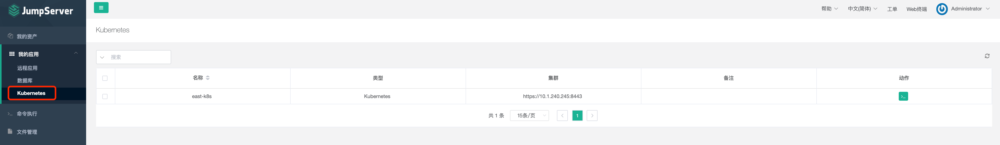 JumpServer
帮助
中文(简体)
工单
Web终端
Administrator
Kubernetes
我的资产
我的应用
远程应用
数据库
Kubernetes
命令执行
文件管理
搜索
名称 类型 集群 备注 动作
east-k8s Kubernetes https://10.1.240.245:8443
共 1 条 15条/页 1